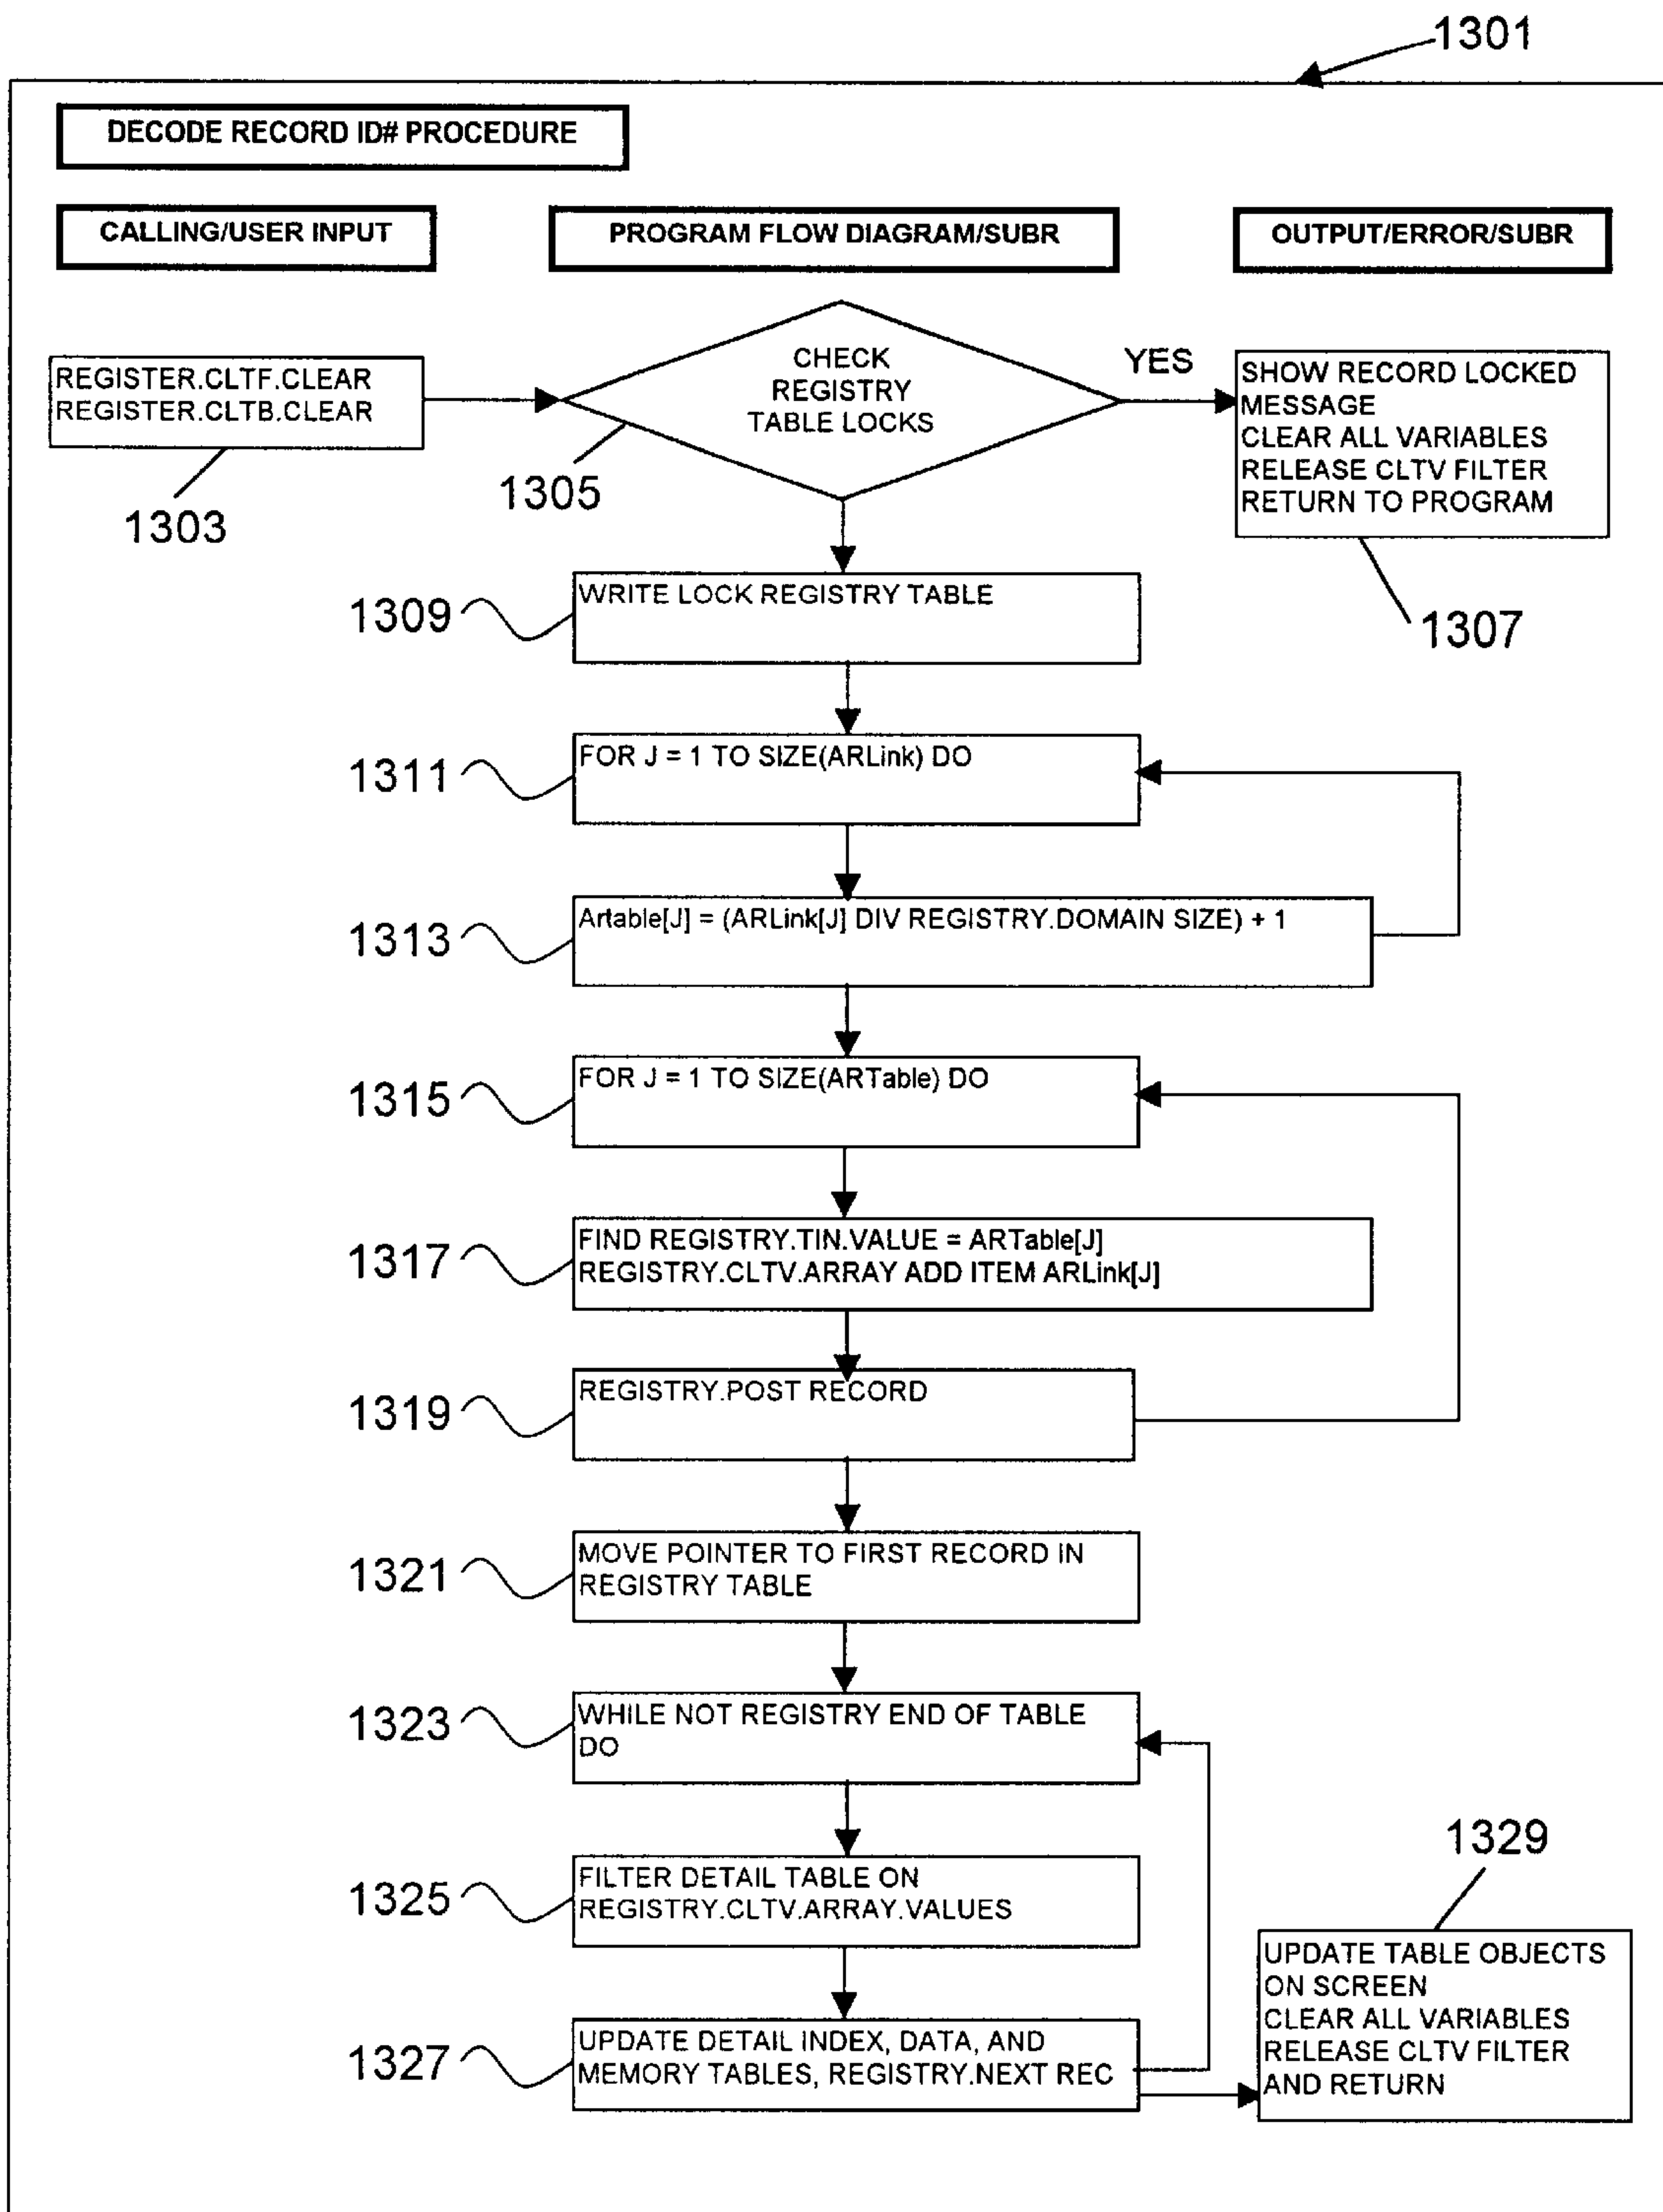 1301
DECODE RECORD ID# PROCEDURE
CALLING/USER INPUT
PROGRAM FLOW DIAGRAM/SUBR
OUTPUT/ERROR/SUBR
REGISTER.CLTF.CLEAR
REGISTER.CLTB.CLEAR
1303
CHECK
REGISTRY
TABLE LOCKS
1305
YES
SHOW RECORD LOCKED
MESSAGE
CLEAR ALL VARIABLES
RELEASE CLTV FILTER
RETURN TO PROGRAM
1307
1309
WRITE LOCK REGISTRY TABLE
1311
FOR J = 1 TO SIZE(ARLink) DO
1313
Artable[J] = (ARLink[J] DIV REGISTRY.DOMAIN SIZE) + 1
1315
FOR J = 1 TO SIZE(ARTable) DO
1317
FIND REGISTRY.TIN.VALUE = ARTable[J]
REGISTRY.CLTV.ARRAY ADD ITEM ARLink[J]
1319
REGISTRY.POST RECORD
1321
MOVE POINTER TO FIRST RECORD IN
REGISTRY TABLE
1323
WHILE NOT REGISTRY END OF TABLE
DO
1325
FILTER DETAIL TABLE ON
REGISTRY.CLTV.ARRAY.VALUES
1327
UPDATE DETAIL INDEX, DATA, AND
MEMORY TABLES, REGISTRY.NEXT REC
1329
UPDATE TABLE OBJECTS
ON SCREEN
CLEAR ALL VARIABLES
RELEASE CLTV FILTER
AND RETURN